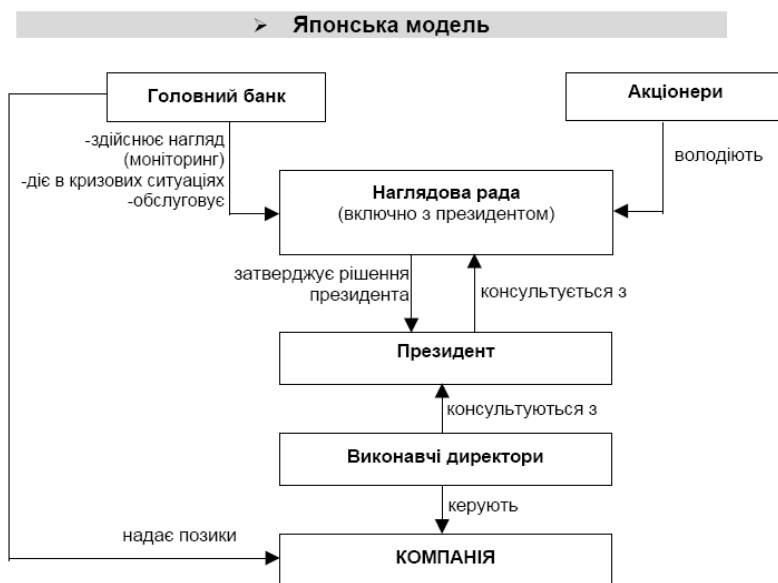 ➢ Японська модель
Головний банк
Акціонери
-здійснює нагляд
(моніторинг)
-діє в кризових ситуаціях
-обслуговує
володіють
Наглядова рада
(включно з президентом)
затверджує рішення
президента
консультується з
Президент
консультуються з
Виконавчі директори
керують
надає позики
КОМПАНІЯ